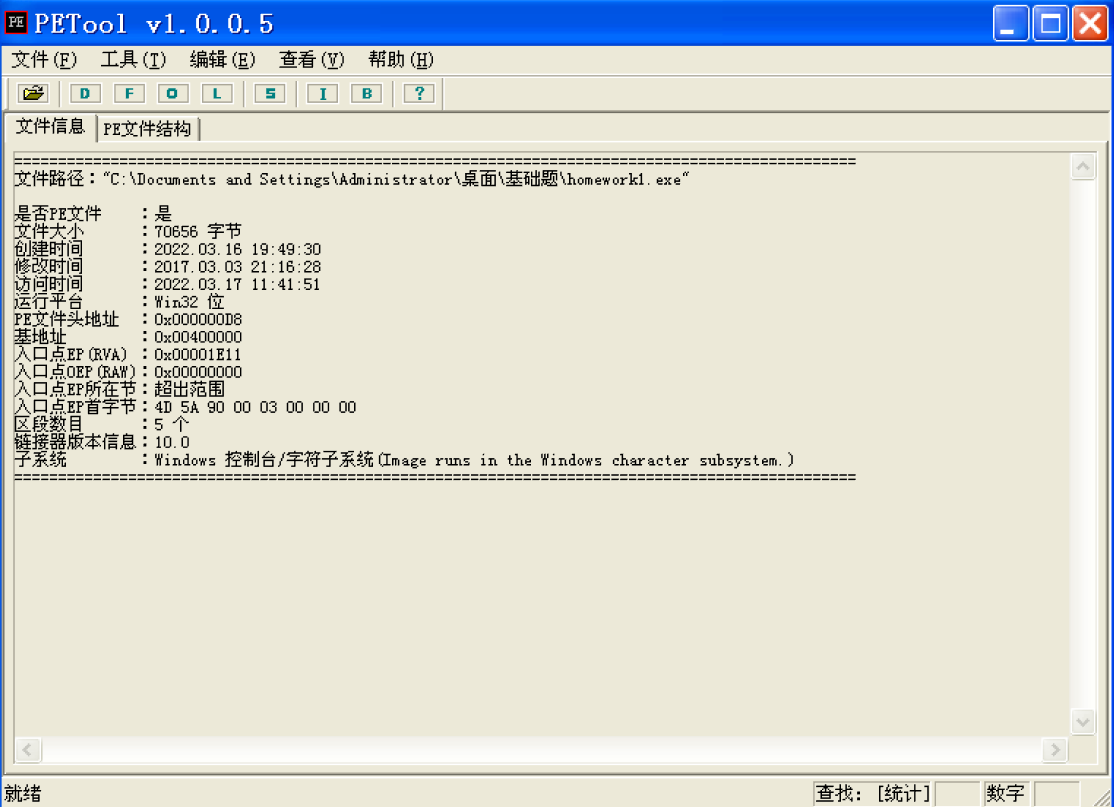 PE PETool v1.0.0.5
文件(F) 工具(T) 编辑(E) 查看(V) 帮助(H)
D F O L S I B ?
文件信息 PE文件结构
================================================================================================
文件路径："C:\Documents and Settings\Administrator\桌面\基础题\homework1.exe"
是否PE文件 ：是
文件大小 ：70656 字节
创建时间 ：2022.03.16 19:49:30
修改时间 ：2017.03.03 21:16:28
访问时间 ：2022.03.17 11:41:51
运行平台 ：Win32 位
PE文件头地址 ：0x000000D8
基地址 ：0x00400000
入口点EP(RVA) ：0x00001E11
入口点OEP(RAW)：0x00000000
入口点EP所在节：超出范围
入口点EP首字节：4D 5A 90 00 03 00 00 00
区段数目 ：5 个
链接器版本信息：10.0
子系统 ：Windows 控制台/字符子系统(Image runs in the Windows character subsystem.)
================================================================================================
就绪 查找: [统计] 数字